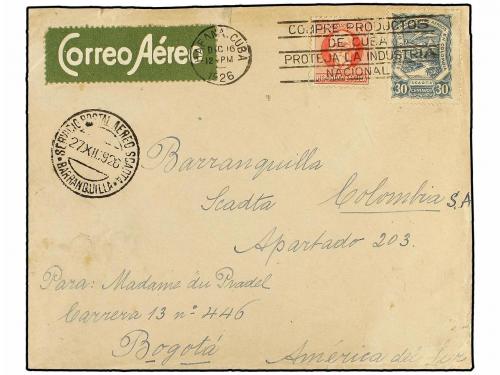 Correo Aéreo
HABANA, CUBA
DIC 16
12-PM
1926
COMPRE PRODUCTOS
DE CUBA
PROTEJA LA INDUSTRIA
NACIONAL
30 30
SERVICIO POSTAL AEREO SCADTA
27 XII 1926
BARRANQUILLA
Barranquilla
Scadta Colombia S.A
Apartado 203.
Para: Madame du Pradel
Carrera 13 nº 446
Bogotá América del Sur